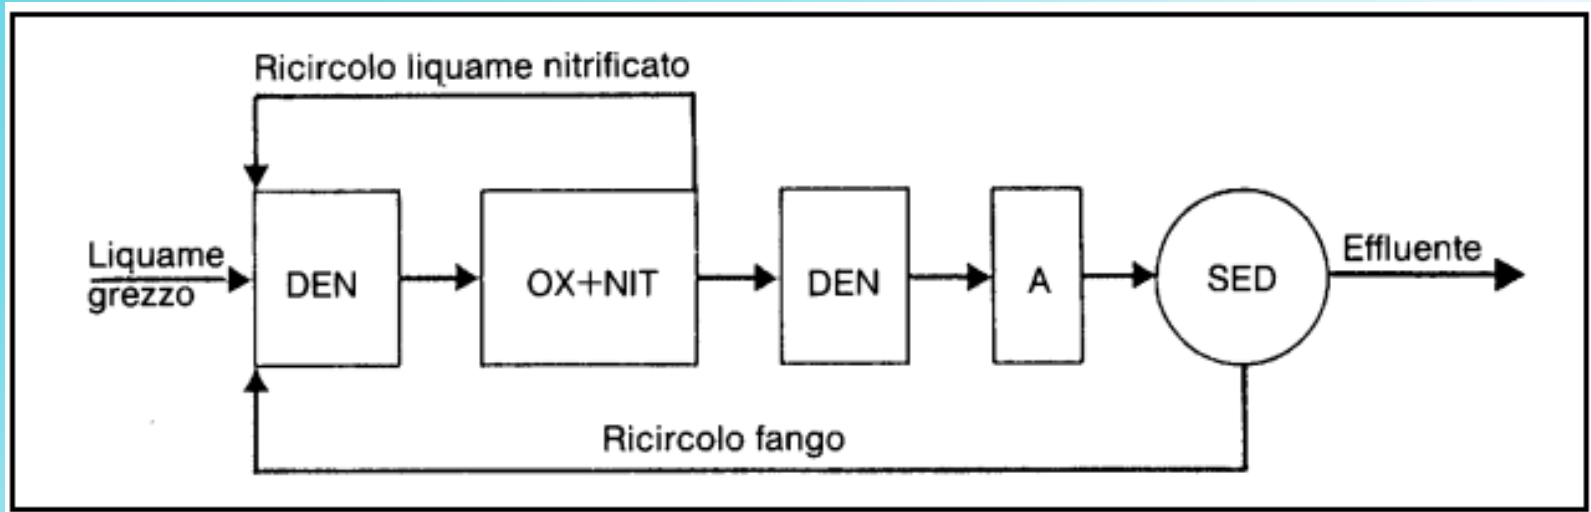 Ricircolo liquame nitrificato
Liquame
grezzo
DEN
OX+NIT
DEN
A
SED
Effluente
Ricircolo fango